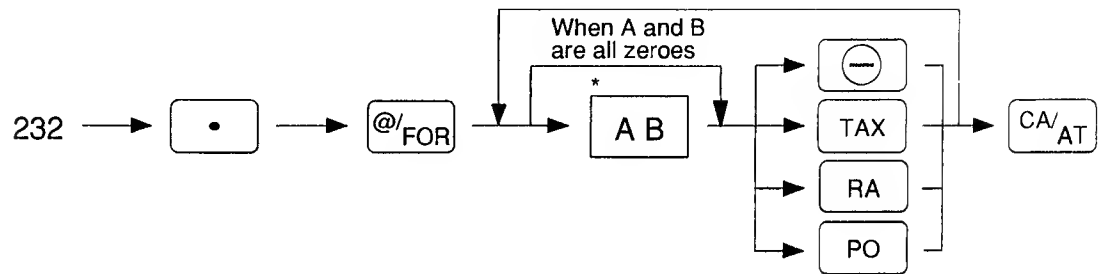 When A and B
are all zeroes
*
232
•
@/FOR
A B
⊖
TAX
CA/AT
RA
PO